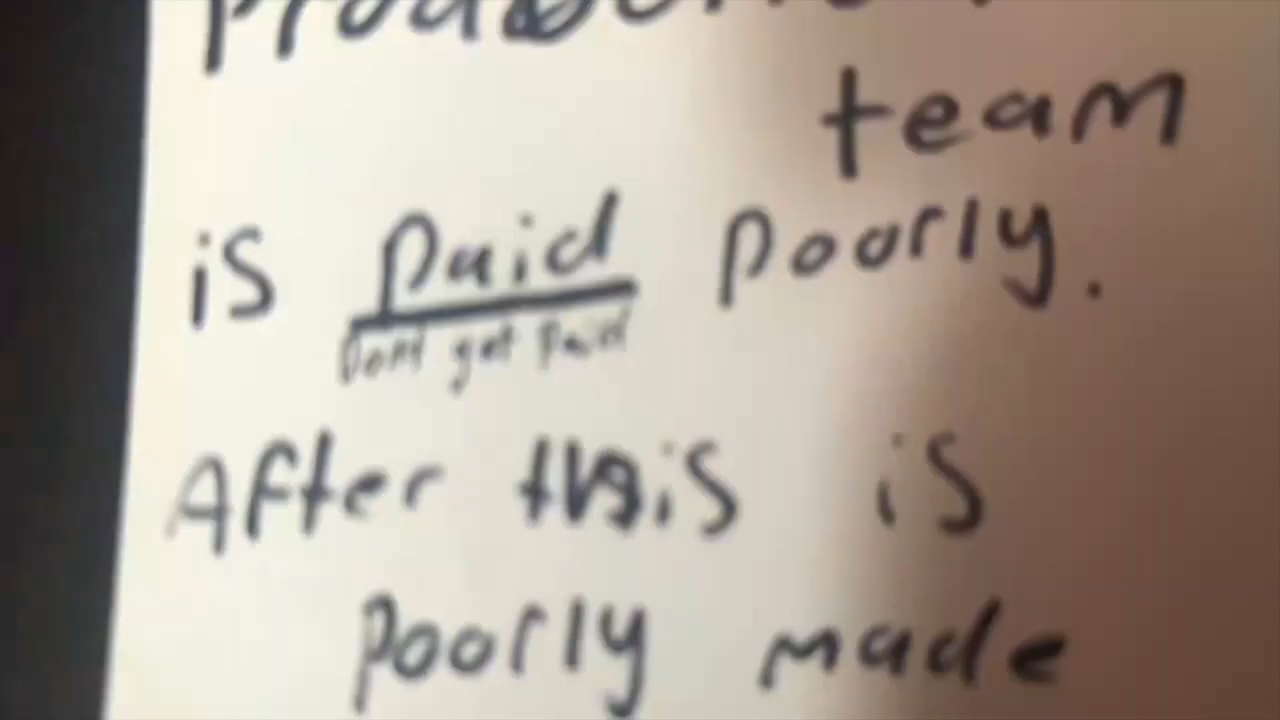 team
is paid poorly.
Dont get Paid
After this is
poorly made